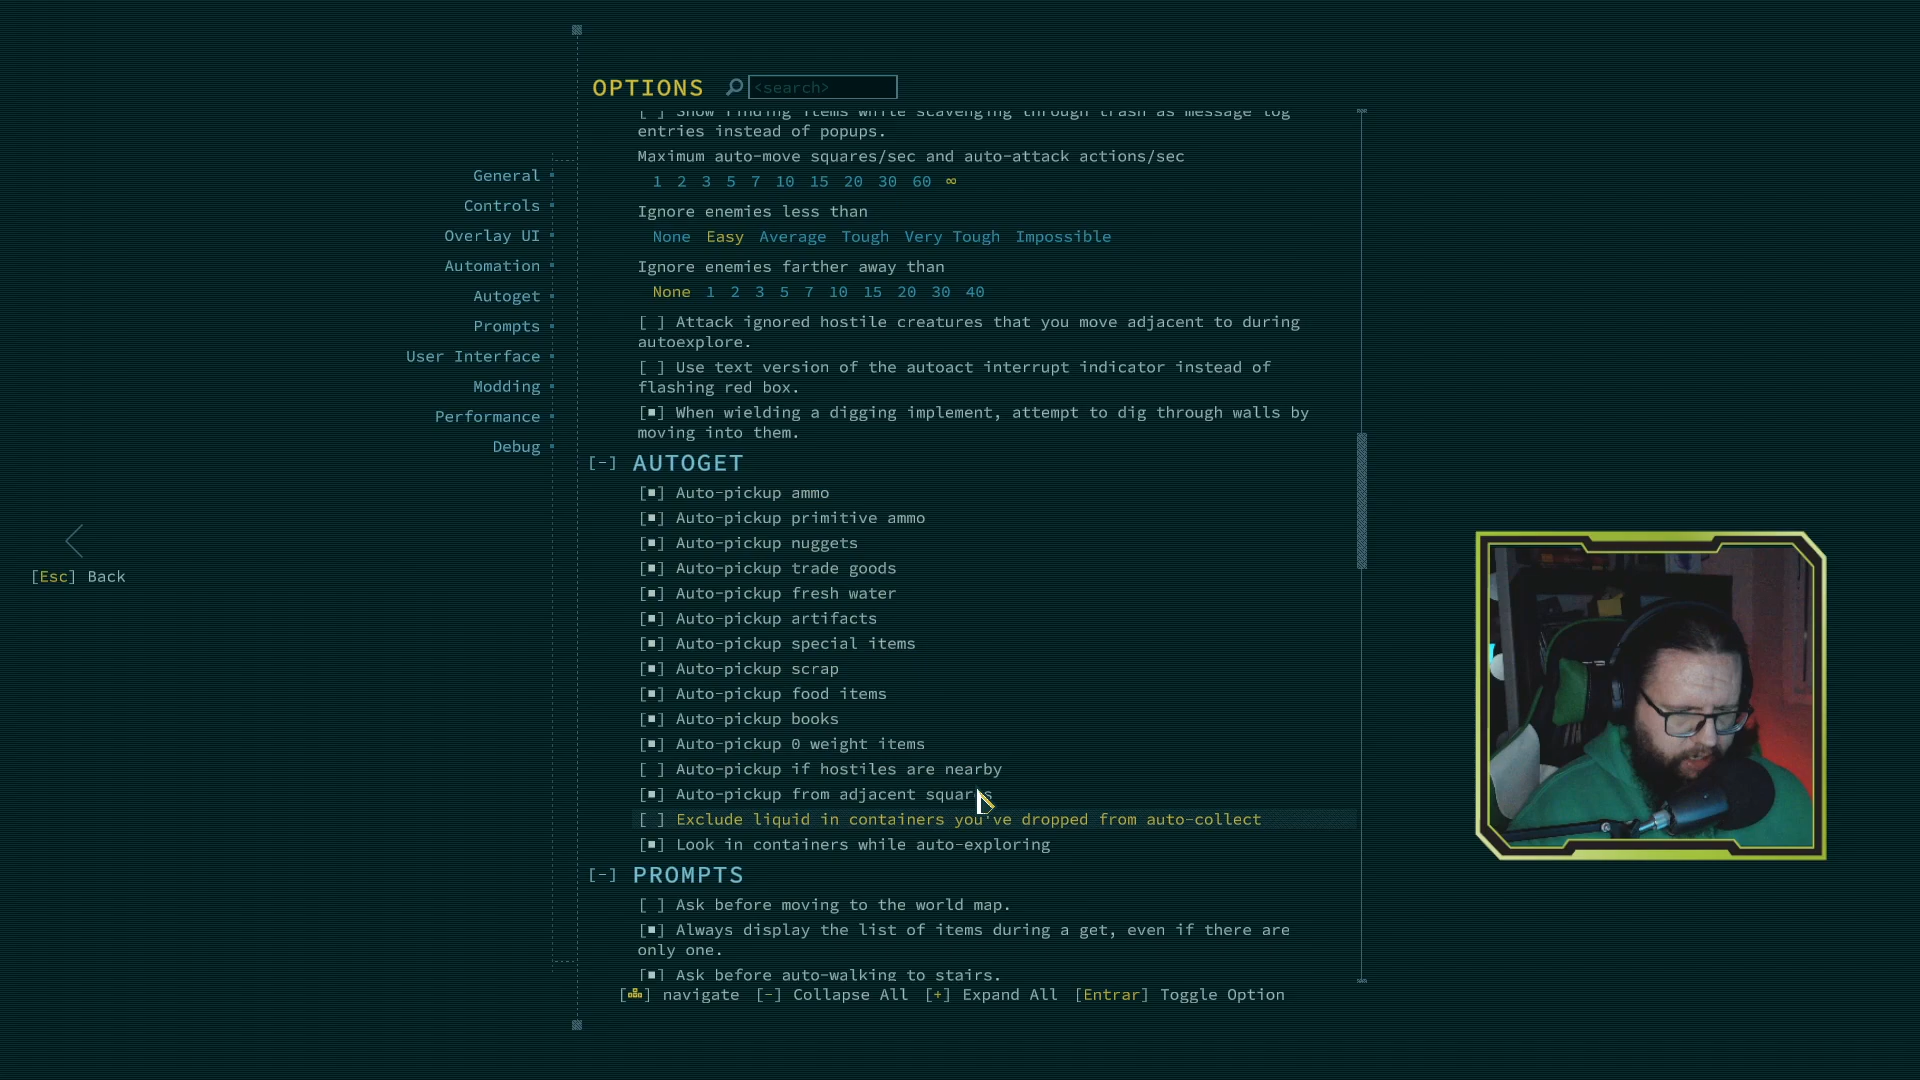 OPTIONS <search>
[ ] Show finding items while scavenging through trash as message log
entries instead of popups.
Maximum auto-move squares/sec and auto-attack actions/sec
1 2 3 5 7 10 15 20 30 60 ∞
Ignore enemies less than
None Easy Average Tough Very Tough Impossible
Ignore enemies farther away than
None 1 2 3 5 7 10 15 20 30 40
[ ] Attack ignored hostile creatures that you move adjacent to during
autoexplore.
[ ] Use text version of the autoact interrupt indicator instead of
flashing red box.
[■] When wielding a digging implement, attempt to dig through walls by
moving into them.
[-] AUTOGET
[■] Auto-pickup ammo
[■] Auto-pickup primitive ammo
[■] Auto-pickup nuggets
[■] Auto-pickup trade goods
[■] Auto-pickup fresh water
[■] Auto-pickup artifacts
[■] Auto-pickup special items
[■] Auto-pickup scrap
[■] Auto-pickup food items
[■] Auto-pickup books
[■] Auto-pickup 0 weight items
[ ] Auto-pickup if hostiles are nearby
[■] Auto-pickup from adjacent squares
[ ] Exclude liquid in containers you've dropped from auto-collect
[■] Look in containers while auto-exploring
[-] PROMPTS
[ ] Ask before moving to the world map.
[■] Always display the list of items during a get, even if there are
only one.
[■] Ask before auto-walking to stairs.
General
Controls
Overlay UI
Automation
Autoget
Prompts
User Interface
Modding
Performance
Debug
[Esc] Back
navigate [-] Collapse All [+] Expand All [Entrar] Toggle Option